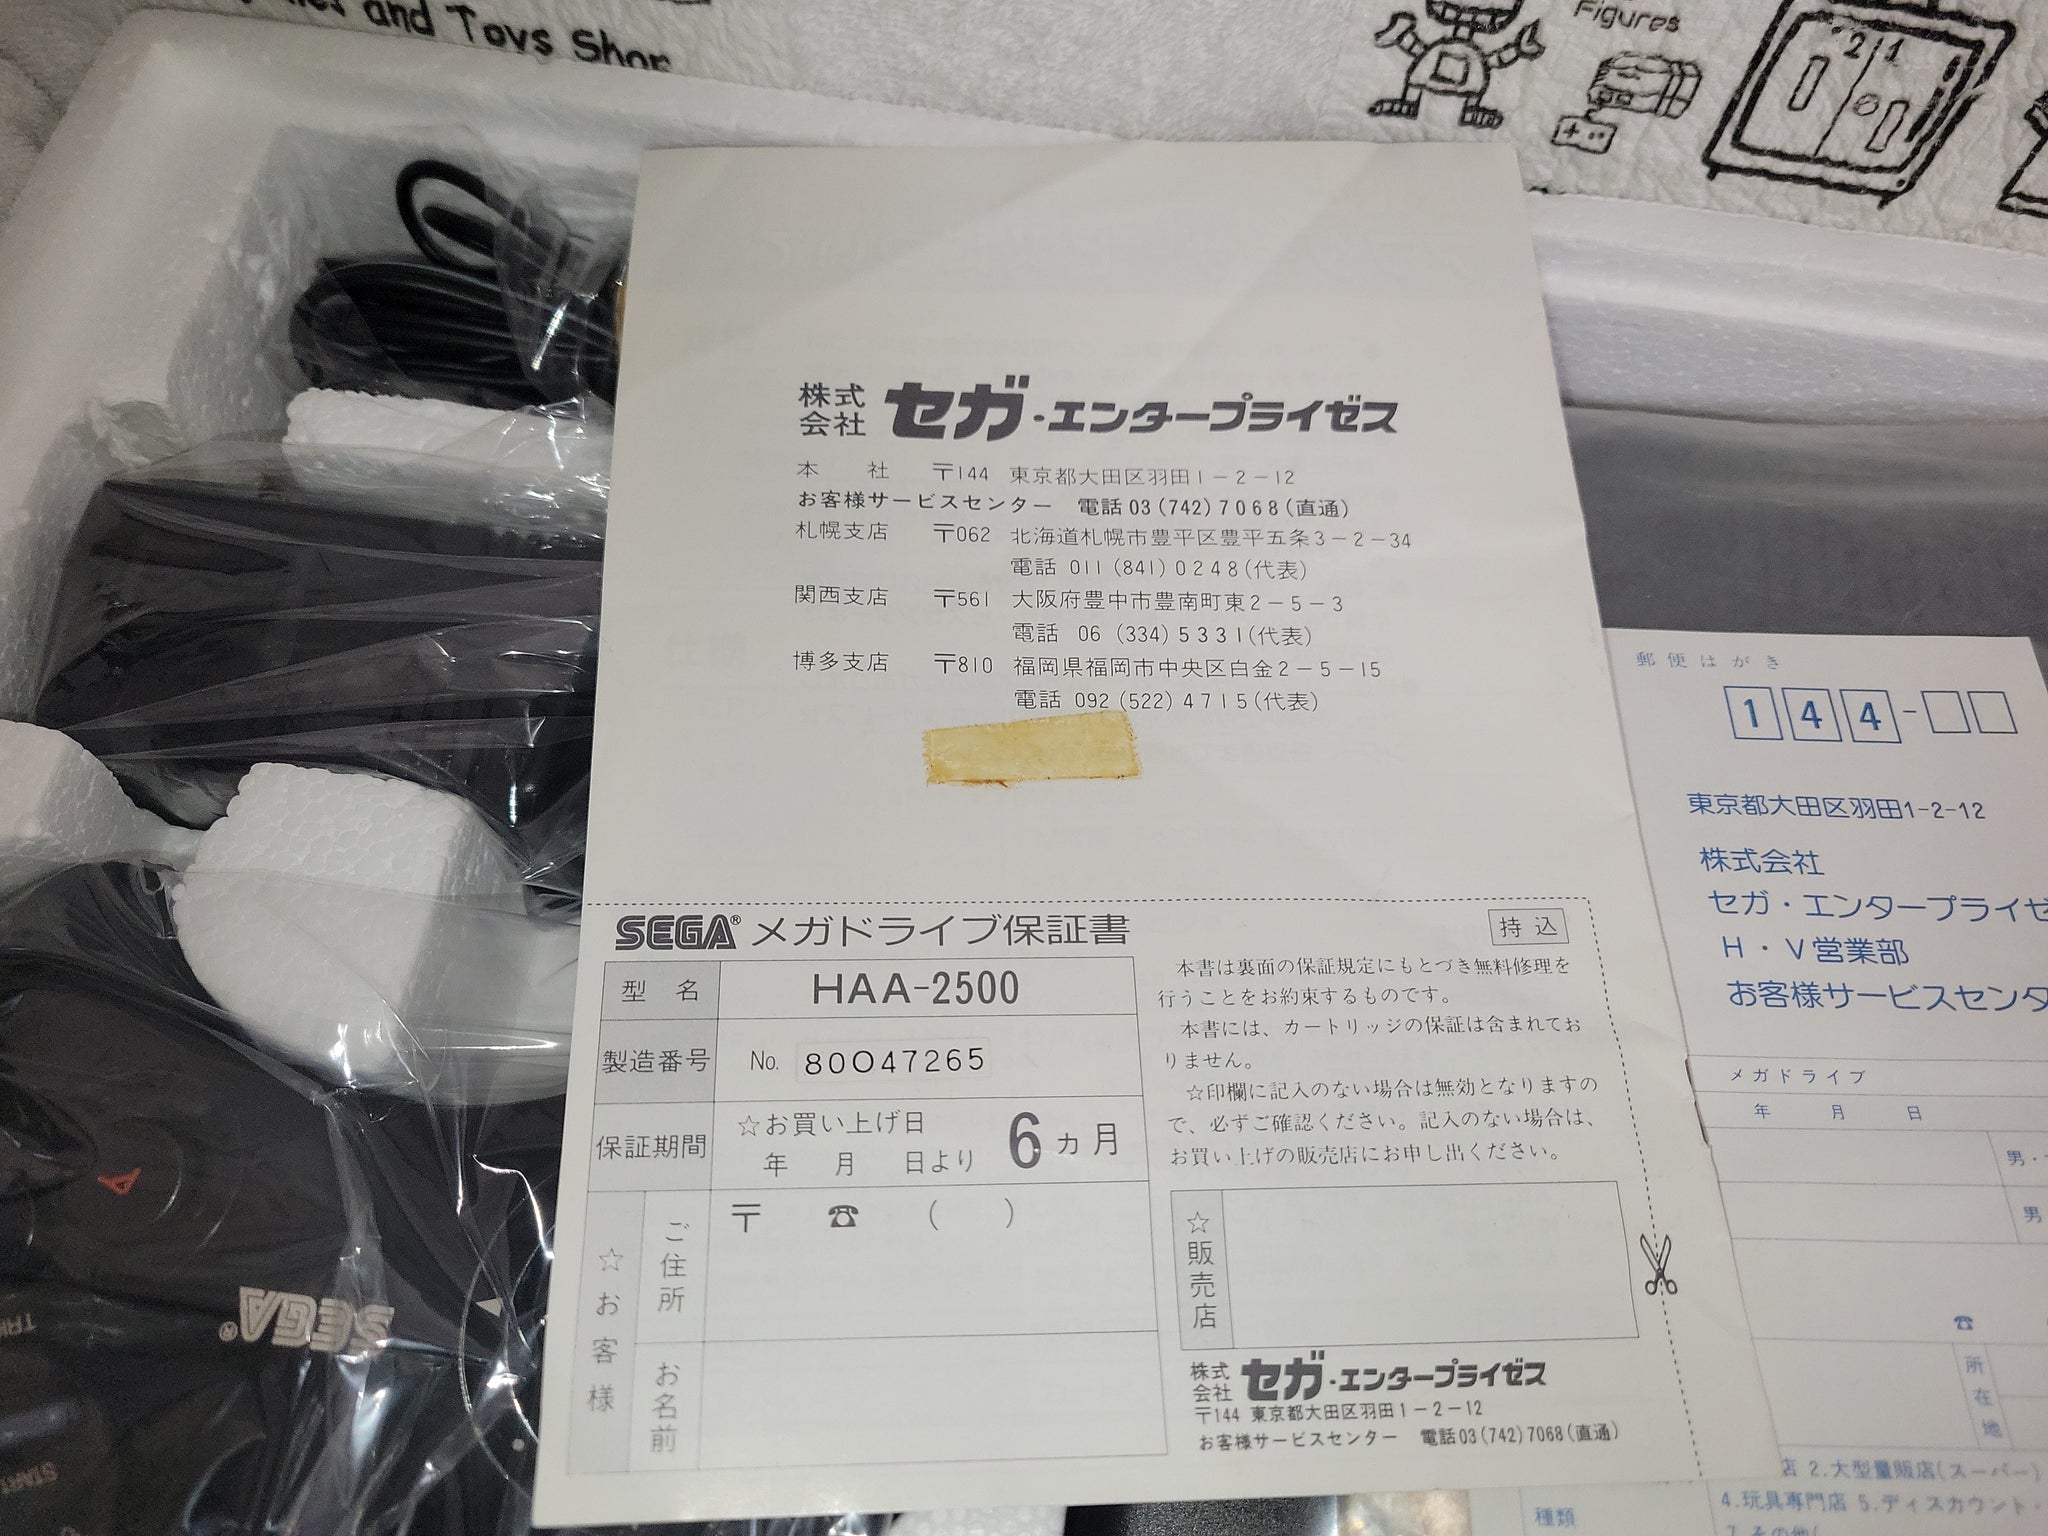 and Toys Shop
Figures
2 1
株式会社 セガ・エンタープライゼス
本社 〒144 東京都大田区羽田1-2-12
お客様サービスセンター 電話03(742)7068(直通)
札幌支店 〒062 北海道札幌市豊平区豊平五条3-2-34
電話 011(841)0248(代表)
関西支店 〒561 大阪府豊中市豊南町東2-5-3
電話 06(334)5331(代表)
博多支店 〒810 福岡県福岡市中央区白金2-5-15
電話 092(522)4715(代表)
SEGA® メガドライブ保証書
持込
型名 HAA-2500
製造番号 No. 80047265
保証期間 ☆お買い上げ日
年 月 日より 6ヵ月
☆お客様
ご住所 〒 ☎ ( )
お名前
本書は裏面の保証規定にもとづき無料修理を
行うことをお約束するものです。
本書には、カートリッジの保証は含まれてお
りません。
☆印欄に記入のない場合は無効となりますの
で、必ずご確認ください。記入のない場合は、
お買い上げの販売店にお申し出ください。
☆販売店
株式会社 セガ・エンタープライゼス
〒144 東京都大田区羽田1-2-12
お客様サービスセンター 電話03(742)7068(直通)
郵便はがき
144-
東京都大田区羽田1-2-12
株式会社
セガ・エンタープライゼ
H・V営業部
お客様サービスセンタ
メガドライブ
年 月 日
男・
男
☎
所在地
店 2.大型量販店(スーパー)
種類
4.玩具専門店 5.ディスカウント・
7.その他(
A
SEGA®
START